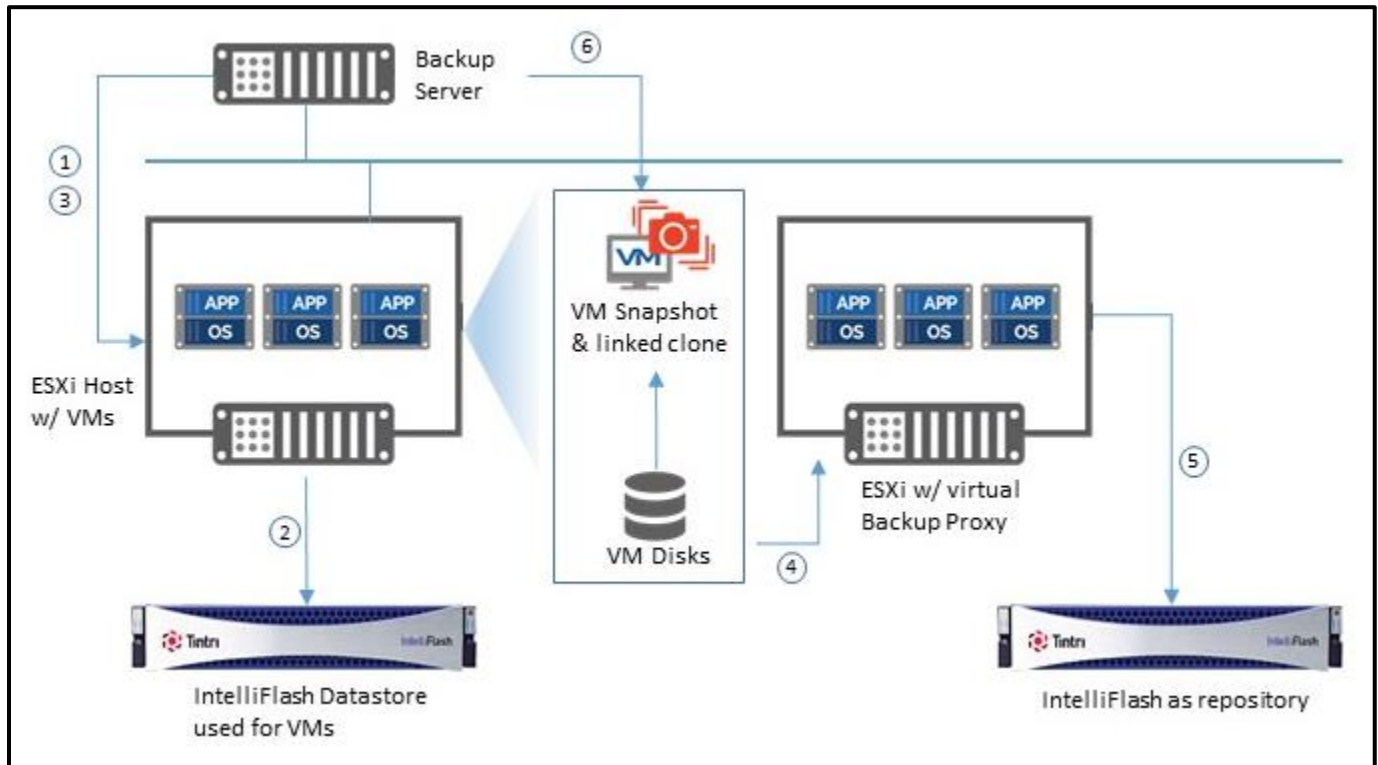 Backup
Server
6
1
3
VM
VM Snapshot
& linked clone
APP
OS
APP
OS
APP
OS
APP
OS
APP
OS
APP
OS
ESXi Host
w/ VMs
VM Disks
ESXi w/ virtual
Backup Proxy
2
4
5
Tintri
IntelliFlash
Tintri
IntelliFlash
IntelliFlash Datastore
used for VMs
IntelliFlash as repository